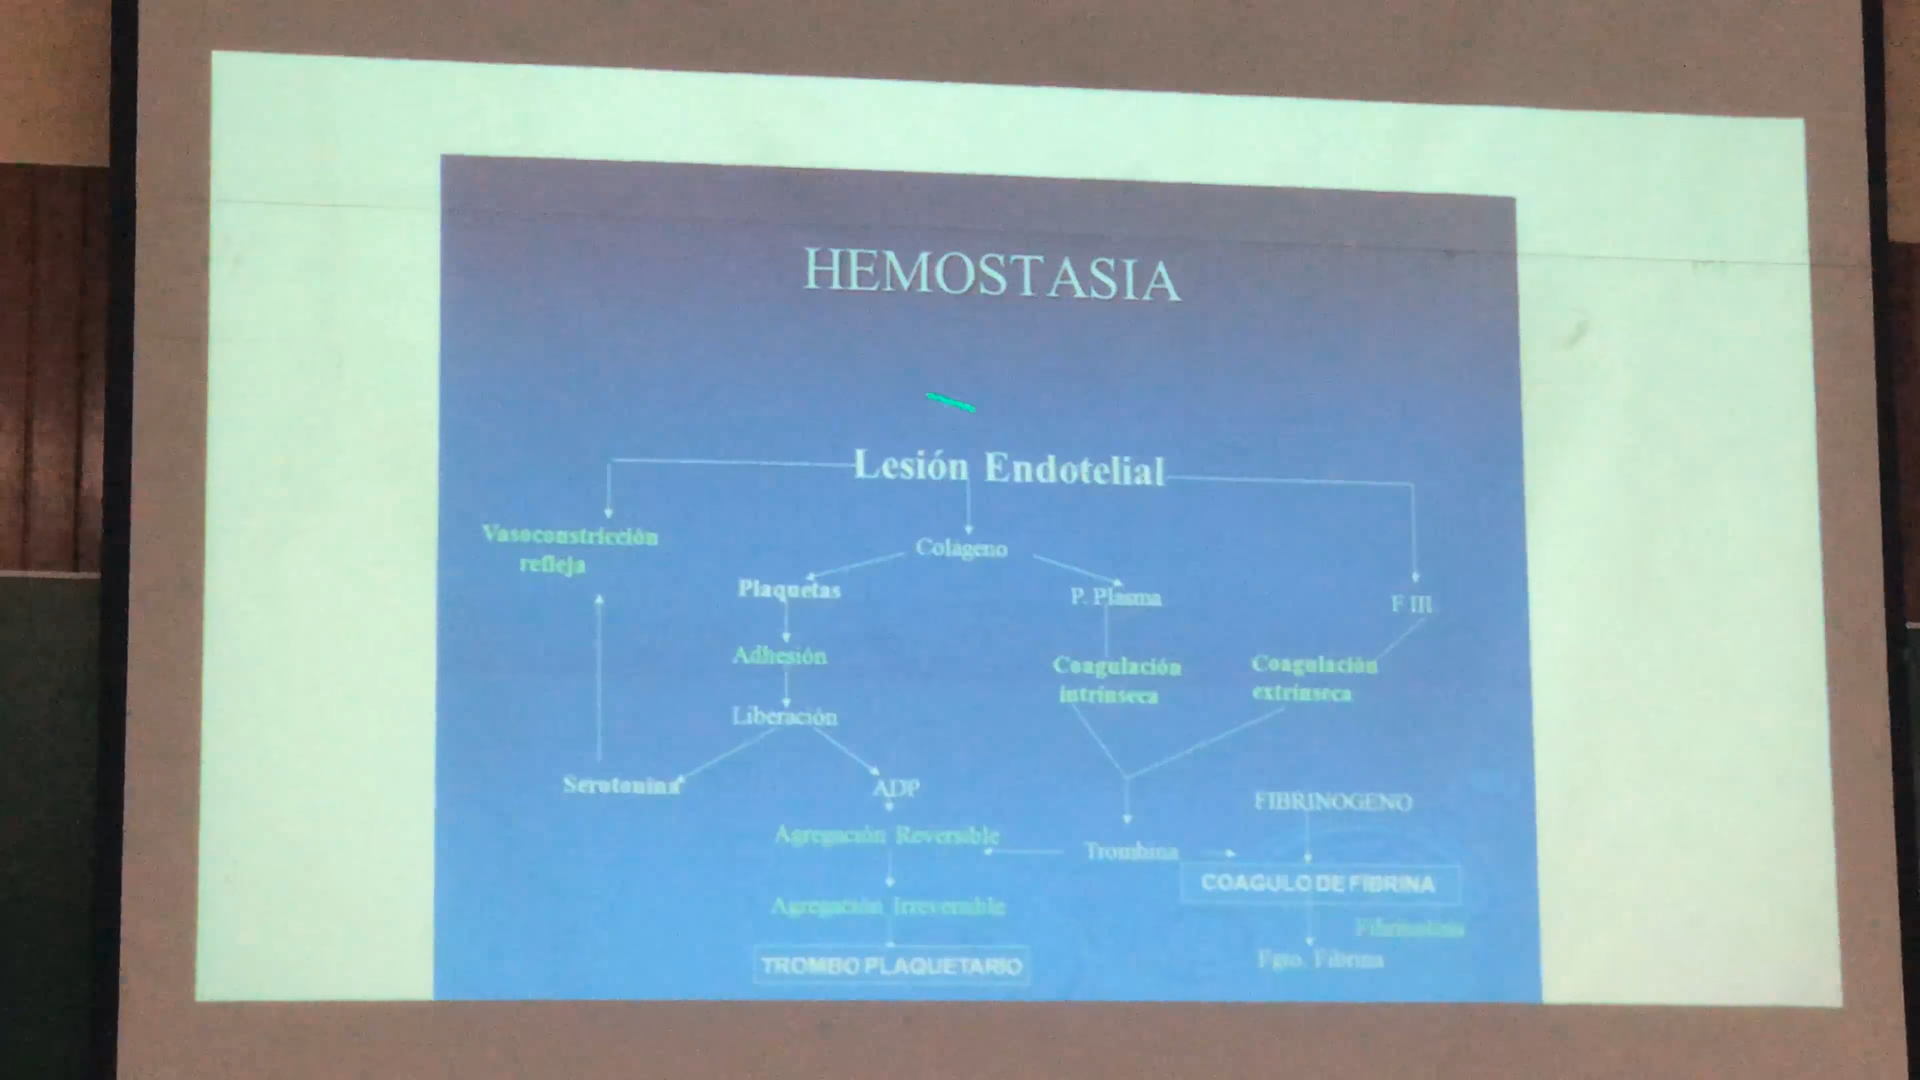 HEMOSTASIA
Lesión Endotelial
Vasoconstricción
refleja
Colágeno
Plaquetas
P. Plasma
F III
Adhesión
Coagulación
intrínseca
Coagulación
extrínseca
Liberación
Serotonina
ADP
FIBRINOGENO
Agregación Reversible
Trombina
COAGULO DE FIBRINA
Agregación Irreversible
Fibrinolisis
Fgto. Fibrina
TROMBO PLAQUETARIO